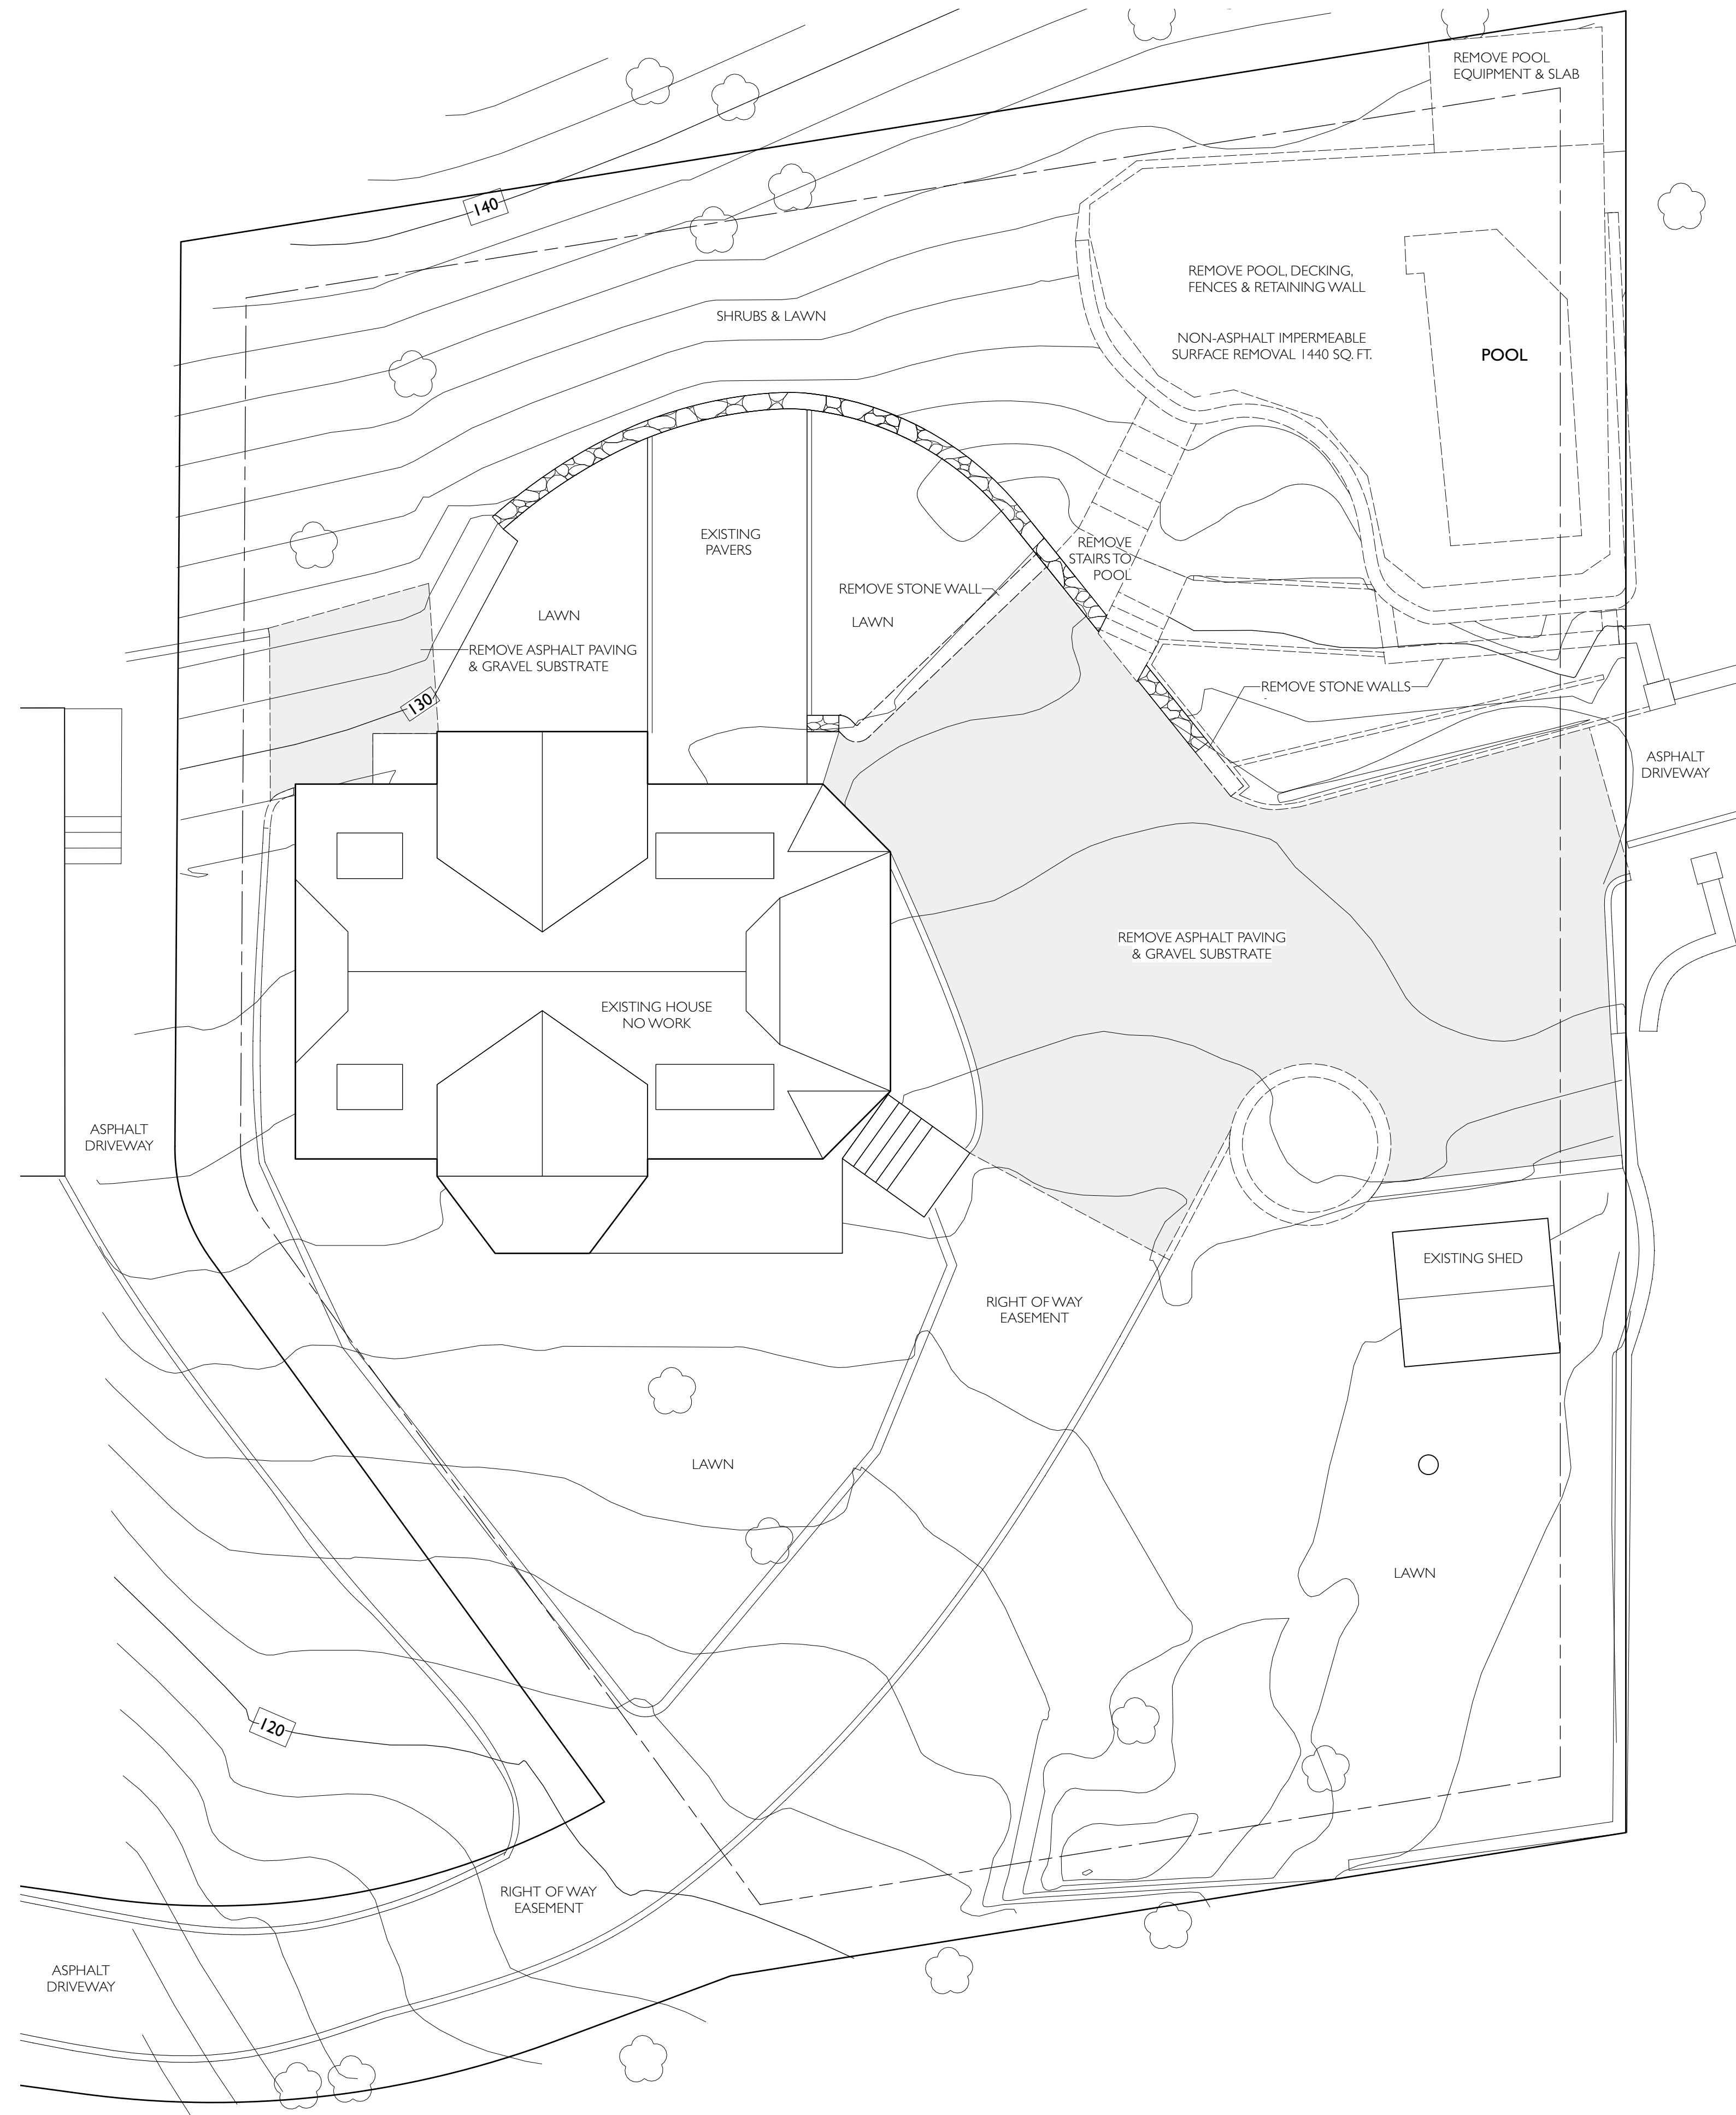 REMOVE POOL
EQUIPMENT & SLAB
140
REMOVE POOL, DECKING,
FENCES & RETAINING WALL
SHRUBS & LAWN
NON-ASPHALT IMPERMEABLE
SURFACE REMOVAL 1440 SQ. FT.
POOL
EXISTING
PAVERS
REMOVE
STAIRS TO
POOL
REMOVE STONE WALL
LAWN
LAWN
REMOVE ASPHALT PAVING
& GRAVEL SUBSTRATE
130
REMOVE STONE WALLS
ASPHALT
DRIVEWAY
REMOVE ASPHALT PAVING
& GRAVEL SUBSTRATE
EXISTING HOUSE
NO WORK
ASPHALT
DRIVEWAY
EXISTING SHED
RIGHT OF WAY
EASEMENT
LAWN
LAWN
120
RIGHT OF WAY
EASEMENT
ASPHALT
DRIVEWAY